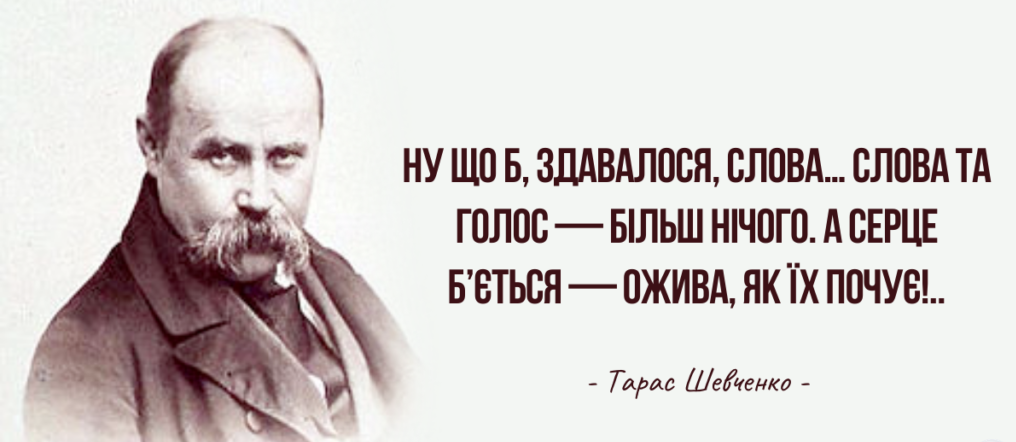 НУ ЩО Б, ЗДАВАЛОСЯ, СЛОВА... СЛОВА ТА
ГОЛОС — БІЛЬШ НІЧОГО. А СЕРЦЕ
Б’ЄТЬСЯ — ОЖИВА, ЯК ЇХ ПОЧУЄ!..
- Тарас Шевченко -